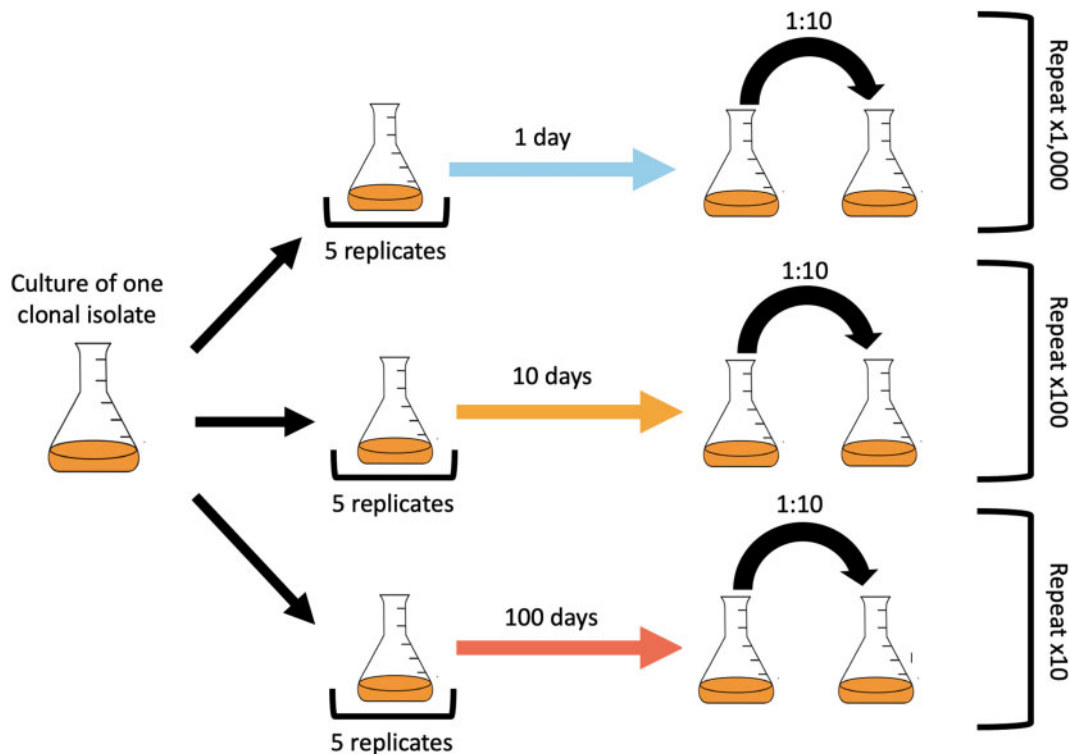 1:10
Repeat x1,000
1 day
5 replicates
Culture of one
clonal isolate
1:10
Repeat x100
10 days
5 replicates
1:10
Repeat x10
100 days
5 replicates